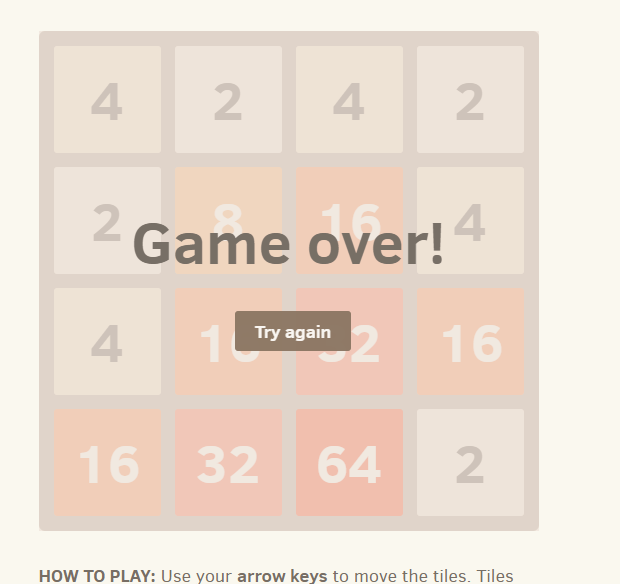 4 2 4 2
2 8 16 4
Game over!
4 16 32 16
Try again
16 32 64 2
HOW TO PLAY: Use your arrow keys to move the tiles. Tiles